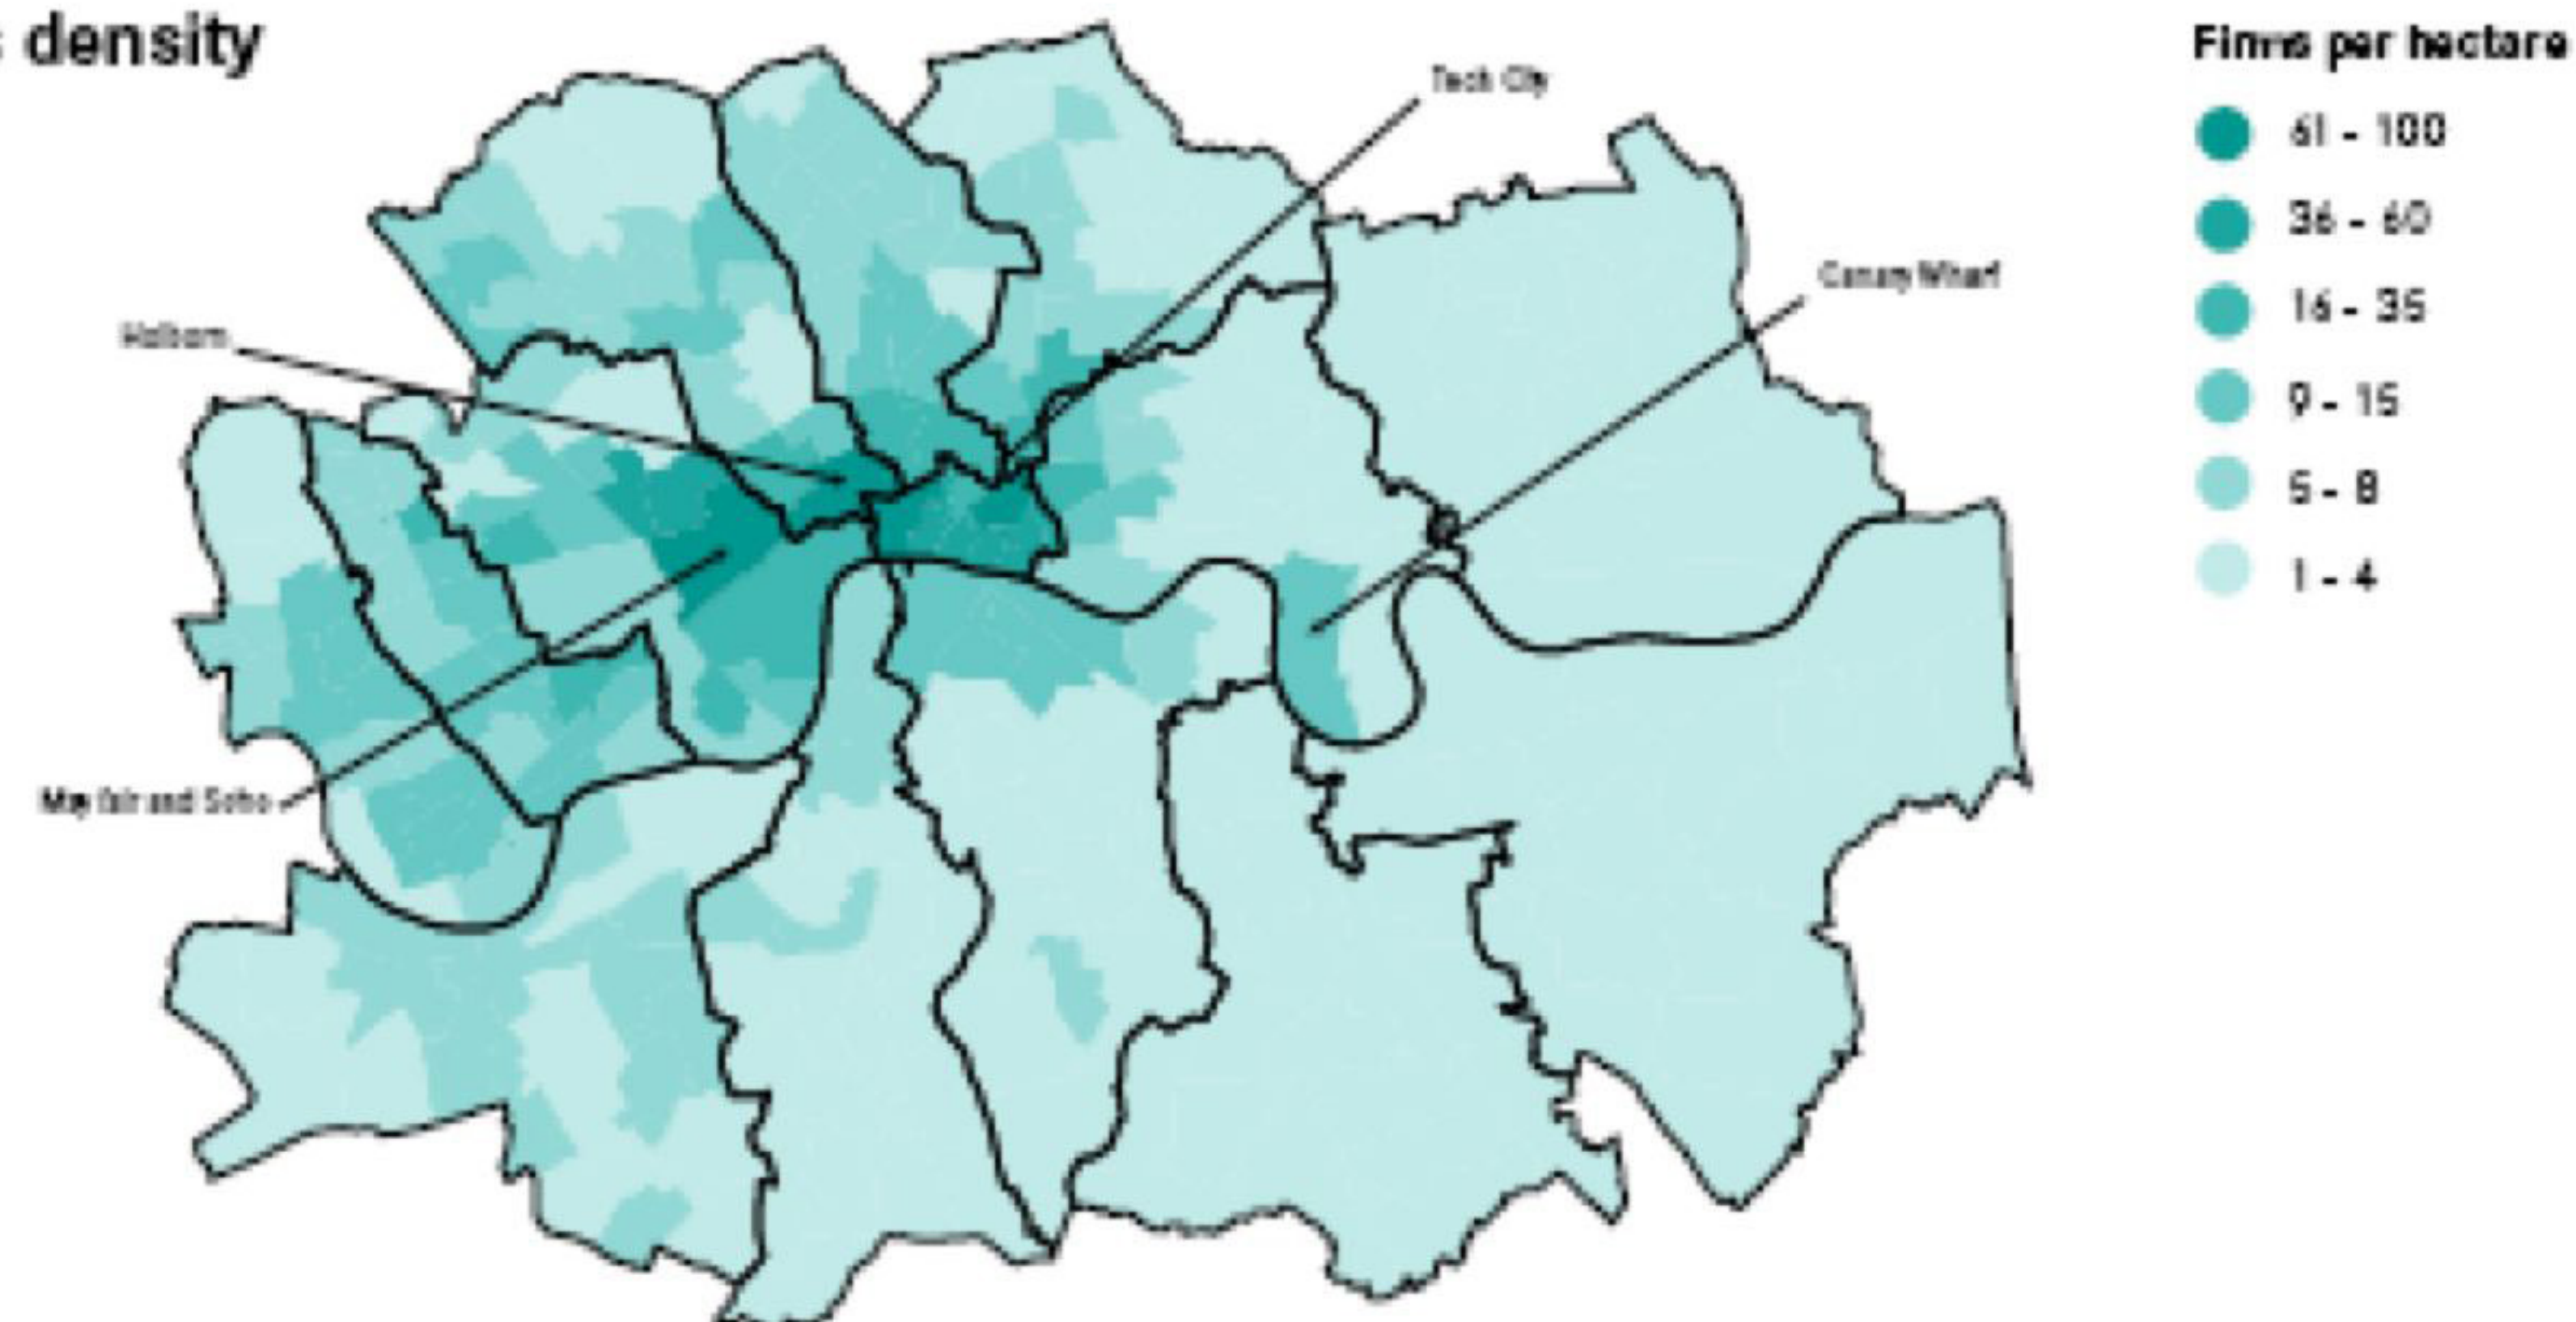 density
Firms per hectare
61 - 100
36 - 60
16 - 35
9 - 15
5 - 8
1 - 4
Tech City
Canary Wharf
Holborn
Mayfair and Soho